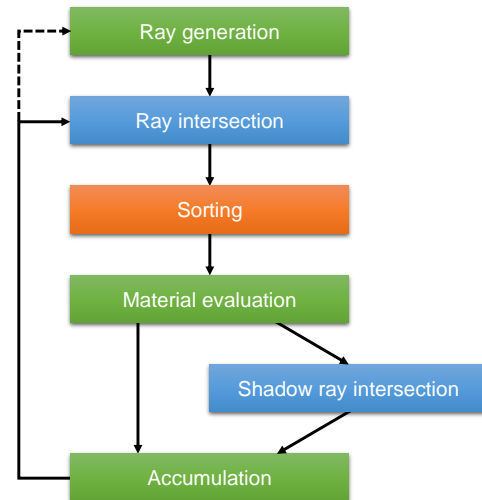 Ray generation
Ray intersection
Sorting
Material evaluation
Shadow ray intersection
Accumulation